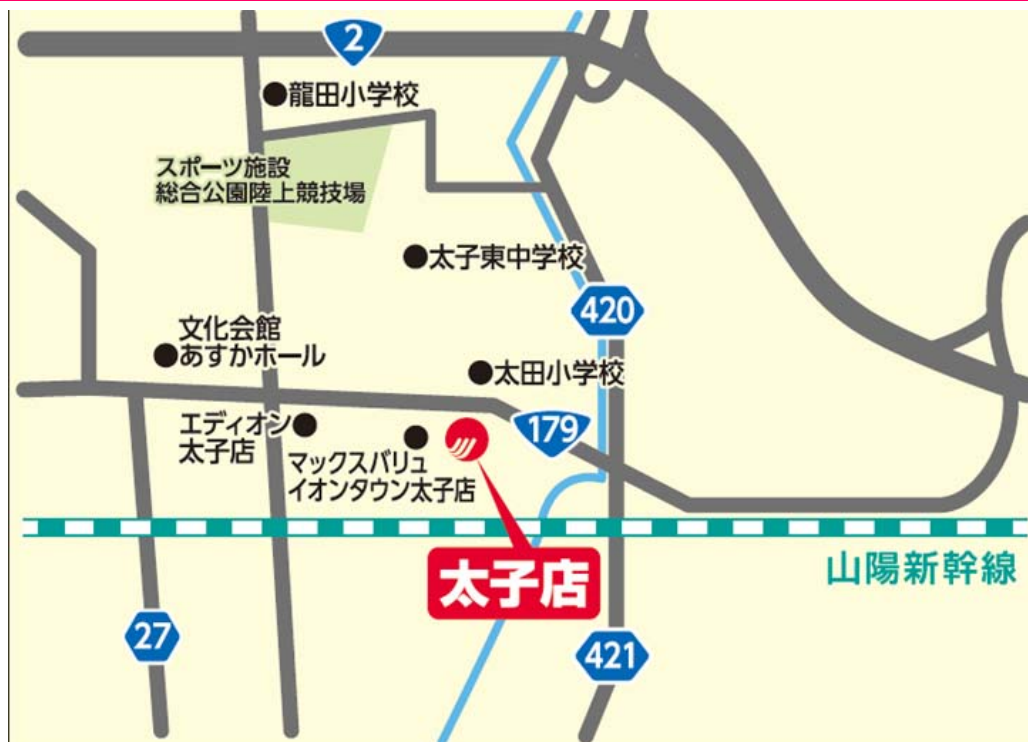 2
龍田小学校
スポーツ施設
総合公園陸上競技場
太子東中学校
420
文化会館
あすかホール
太田小学校
エディオン
太子店
179
マックスバリュ
イオンタウン太子店
太子店
山陽新幹線
27
421